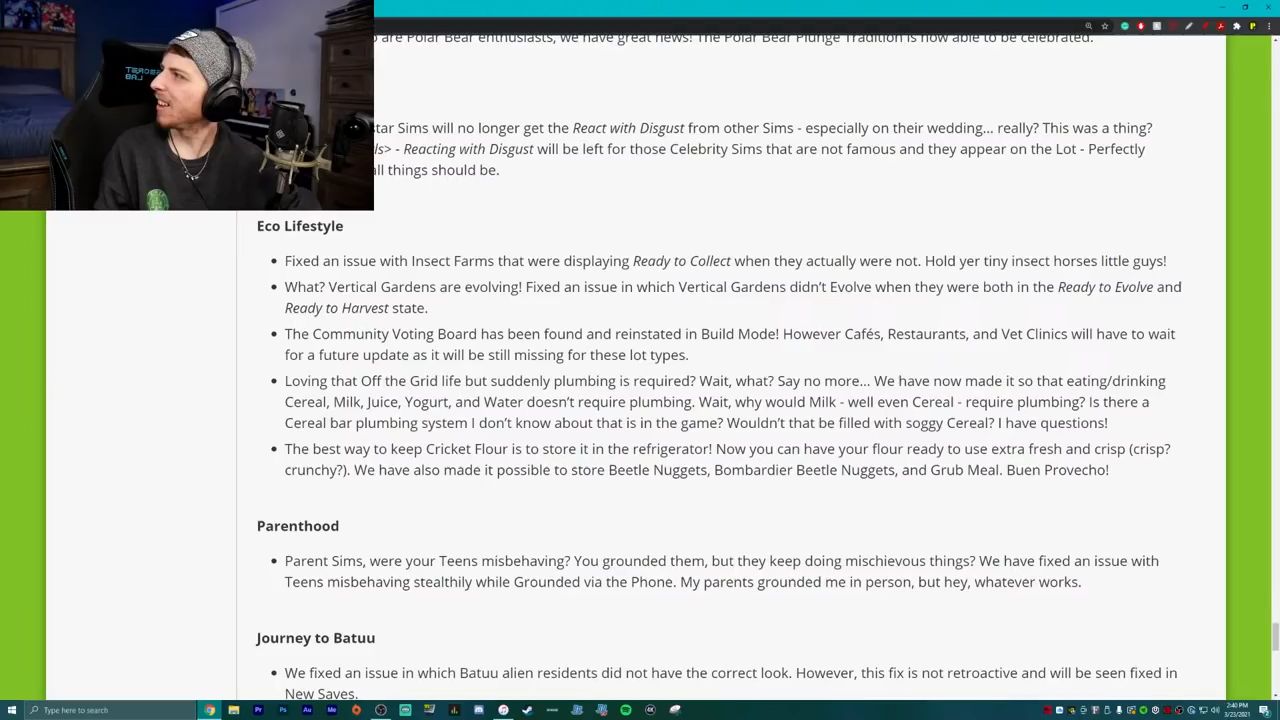 o are Polar Bear enthusiasts, we have great news! The Polar Bear Plunge Tradition is now able to be celebrated.
SECRET
LAB
star Sims will no longer get the React with Disgust from other Sims - especially on their wedding... really? This was a thing?
ls> - Reacting with Disgust will be left for those Celebrity Sims that are not famous and they appear on the Lot - Perfectly
all things should be.
Eco Lifestyle
• Fixed an issue with Insect Farms that were displaying Ready to Collect when they actually were not. Hold yer tiny insect horses little guys!
• What? Vertical Gardens are evolving! Fixed an issue in which Vertical Gardens didn't Evolve when they were both in the Ready to Evolve and
Ready to Harvest state.
• The Community Voting Board has been found and reinstated in Build Mode! However Cafés, Restaurants, and Vet Clinics will have to wait
for a future update as it will be still missing for these lot types.
• Loving that Off the Grid life but suddenly plumbing is required? Wait, what? Say no more... We have now made it so that eating/drinking
Cereal, Milk, Juice, Yogurt, and Water doesn't require plumbing. Wait, why would Milk - well even Cereal - require plumbing? Is there a
Cereal bar plumbing system I don't know about that is in the game? Wouldn't that be filled with soggy Cereal? I have questions!
• The best way to keep Cricket Flour is to store it in the refrigerator! Now you can have your flour ready to use extra fresh and crisp (crisp?
crunchy?). We have also made it possible to store Beetle Nuggets, Bombardier Beetle Nuggets, and Grub Meal. Buen Provecho!
Parenthood
• Parent Sims, were your Teens misbehaving? You grounded them, but they keep doing mischievous things? We have fixed an issue with
Teens misbehaving stealthily while Grounded via the Phone. My parents grounded me in person, but hey, whatever works.
Journey to Batuu
• We fixed an issue in which Batuu alien residents did not have the correct look. However, this fix is not retroactive and will be seen fixed in
New Saves.
Type here to search
Pr
Ps
Au
Me
2:40 PM
3/23/2021